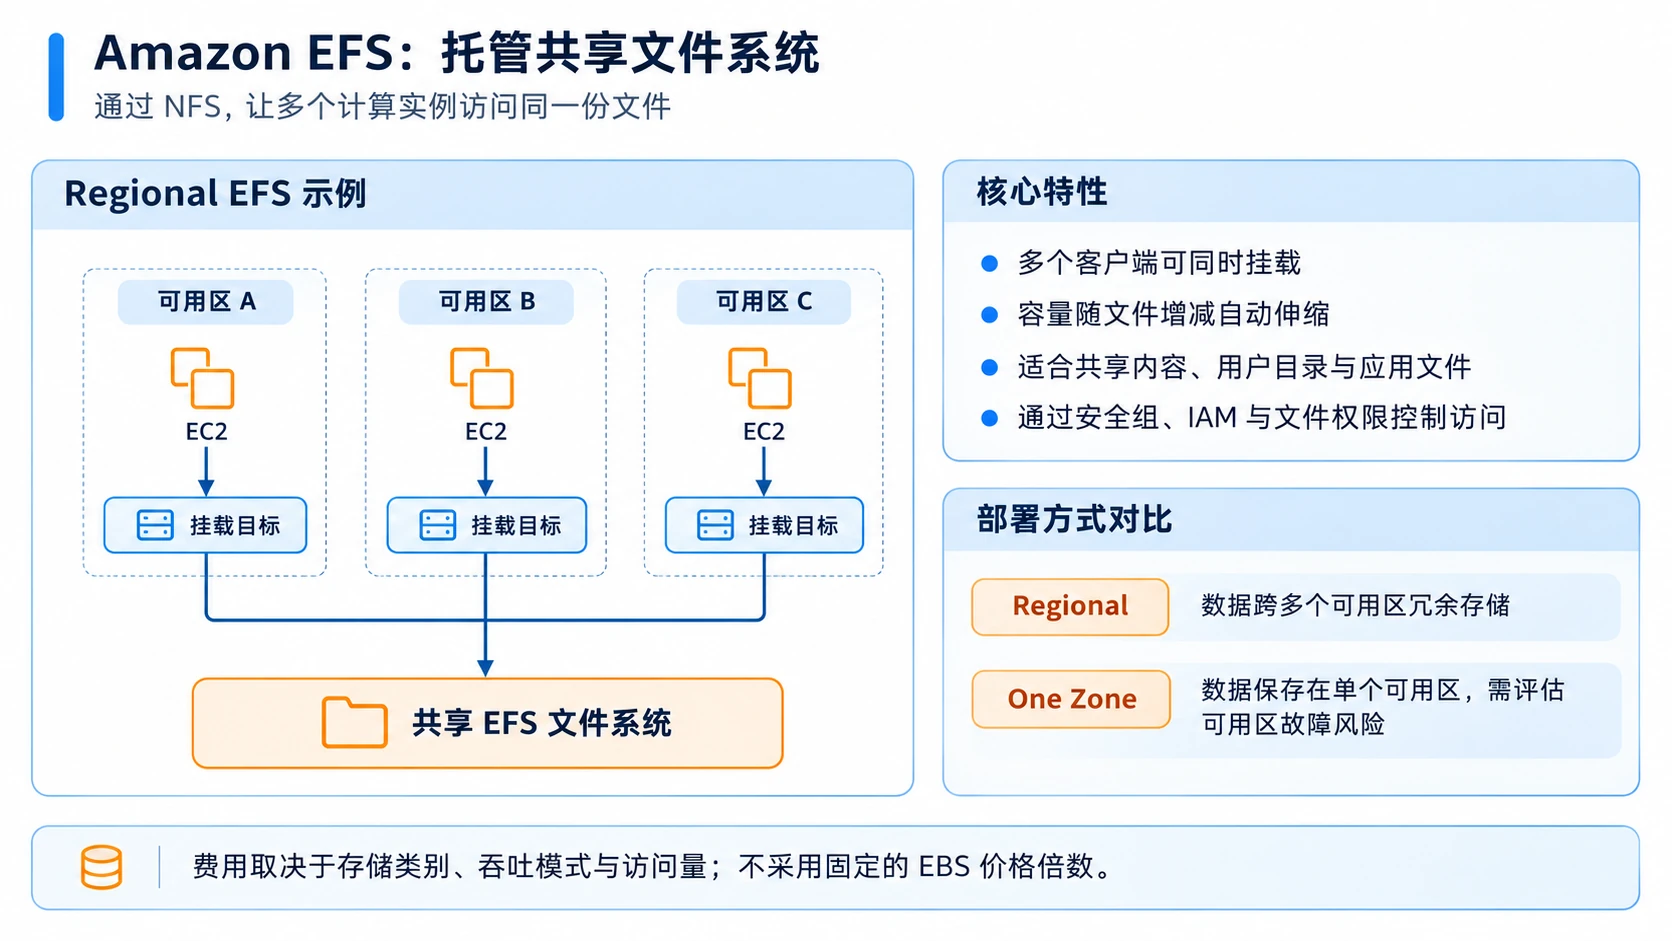 Amazon EFS：托管共享文件系统
通过 NFS，让多个计算实例访问同一份文件
Regional EFS 示例
可用区 A
可用区 B
可用区 C
EC2
EC2
EC2
挂载目标
挂载目标
挂载目标
共享 EFS 文件系统
核心特性
多个客户端可同时挂载
容量随文件增减自动伸缩
适合共享内容、用户目录与应用文件
通过安全组、IAM 与文件权限控制访问
部署方式对比
Regional
数据跨多个可用区冗余存储
One Zone
数据保存在单个可用区，需评估
可用区故障风险
费用取决于存储类别、吞吐模式与访问量；不采用固定的 EBS 价格倍数。